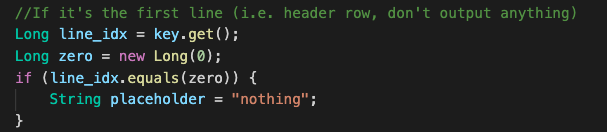 //If it's the first line (i.e. header row, don't output anything)
Long line_idx = key.get();
Long zero = new Long(0);
if (line_idx.equals(zero)) {
    String placeholder = "nothing";
}